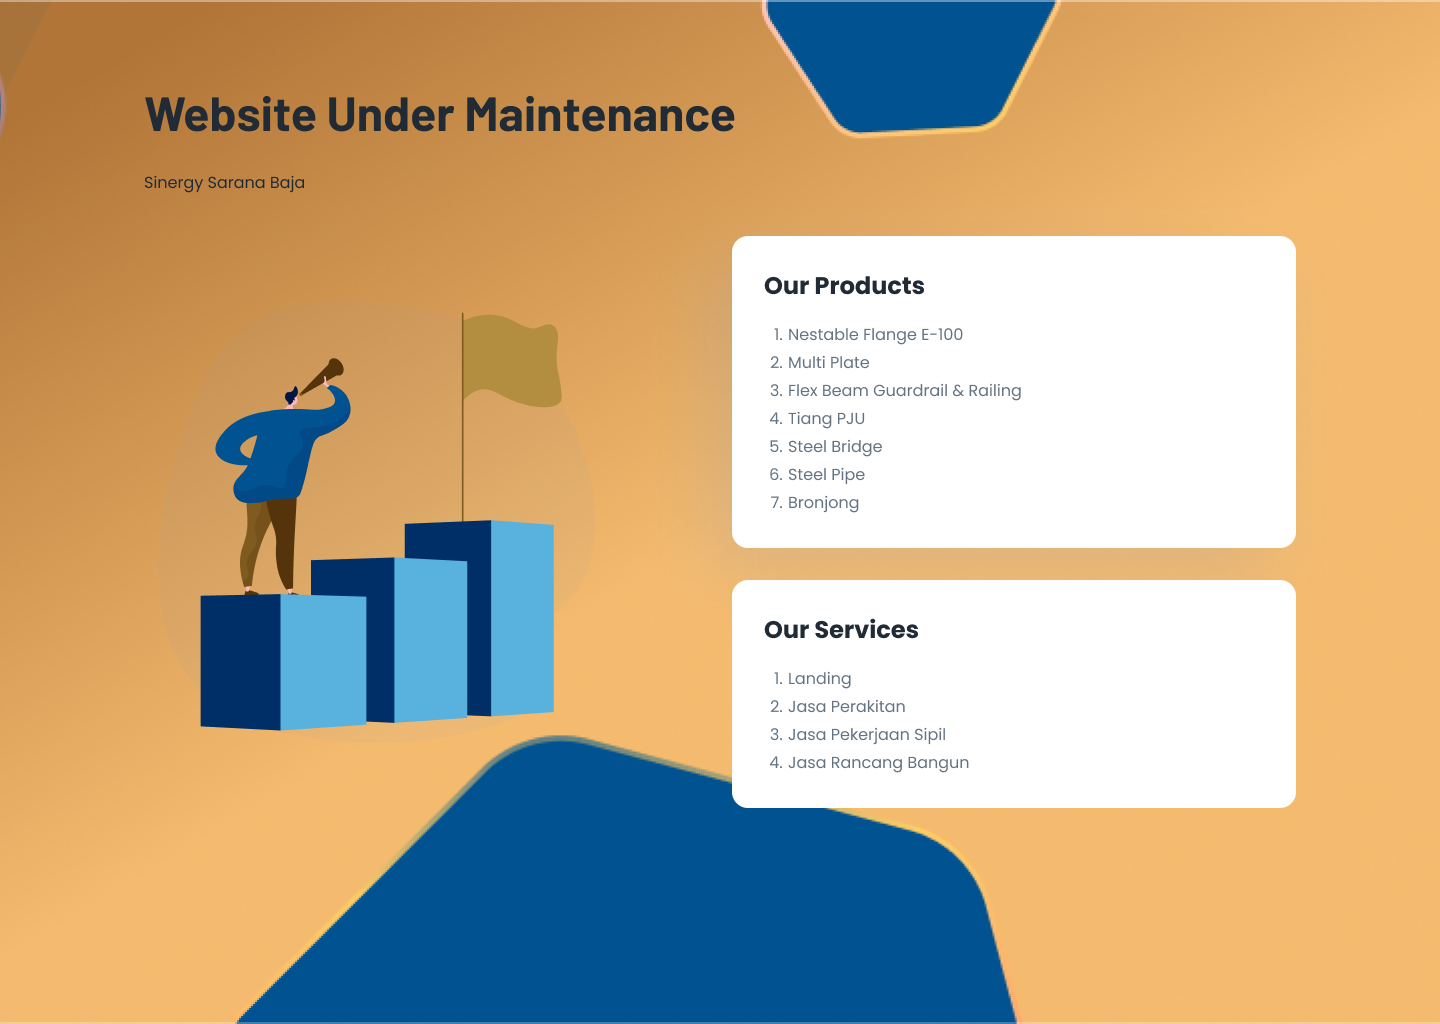 Website Under Maintenance
Sinergy Sarana Baja
Our Products
1. Nestable Flange E-100
2. Multi Plate
3. Flex Beam Guardrail & Railing
4. Tiang PJU
5. Steel Bridge
6. Steel Pipe
7. Bronjong
Our Services
1. Landing
2. Jasa Perakitan
3. Jasa Pekerjaan Sipil
4. Jasa Rancang Bangun